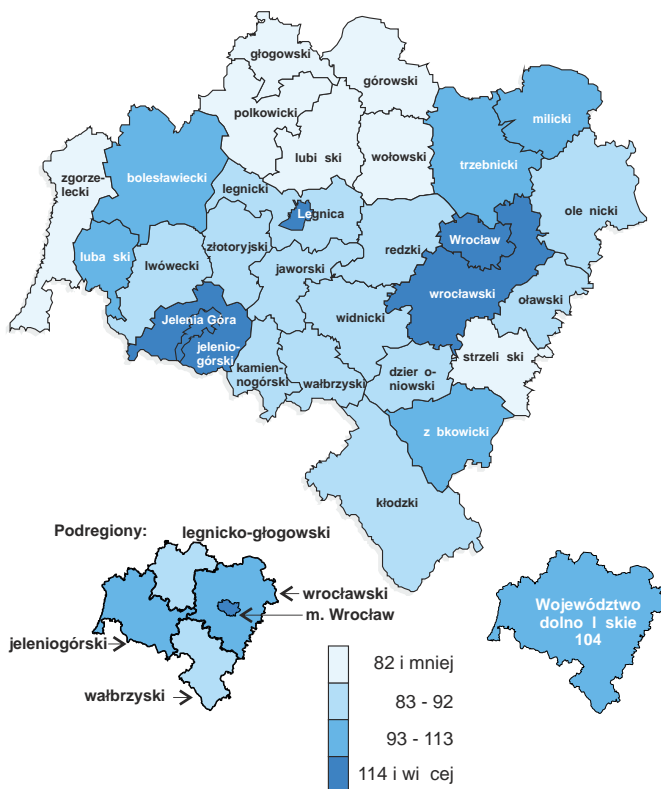 głogowski
górowski
polkowicki
milicki
lubi ski
wołowski
trzebnicki
zgorze-
lecki
bolesławiecki
legnicki
ole nicki
Legnica
Wrocław
luba ski
złotoryjski
redzki
lwówecki
jaworski
wrocławski
oławski
Jelenia Góra
widnicki
jelenio-
górski
strzeli ski
kamien-
nogórski
wałbrzyski
dzier o-
niowski
z bkowicki
kłodzki
Podregiony:
legnicko-głogowski
wrocławski
m. Wrocław
jeleniogórski
wałbrzyski
Województwo
dolno l skie
104
82 i mniej
83 - 92
93 - 113
114 i wi cej